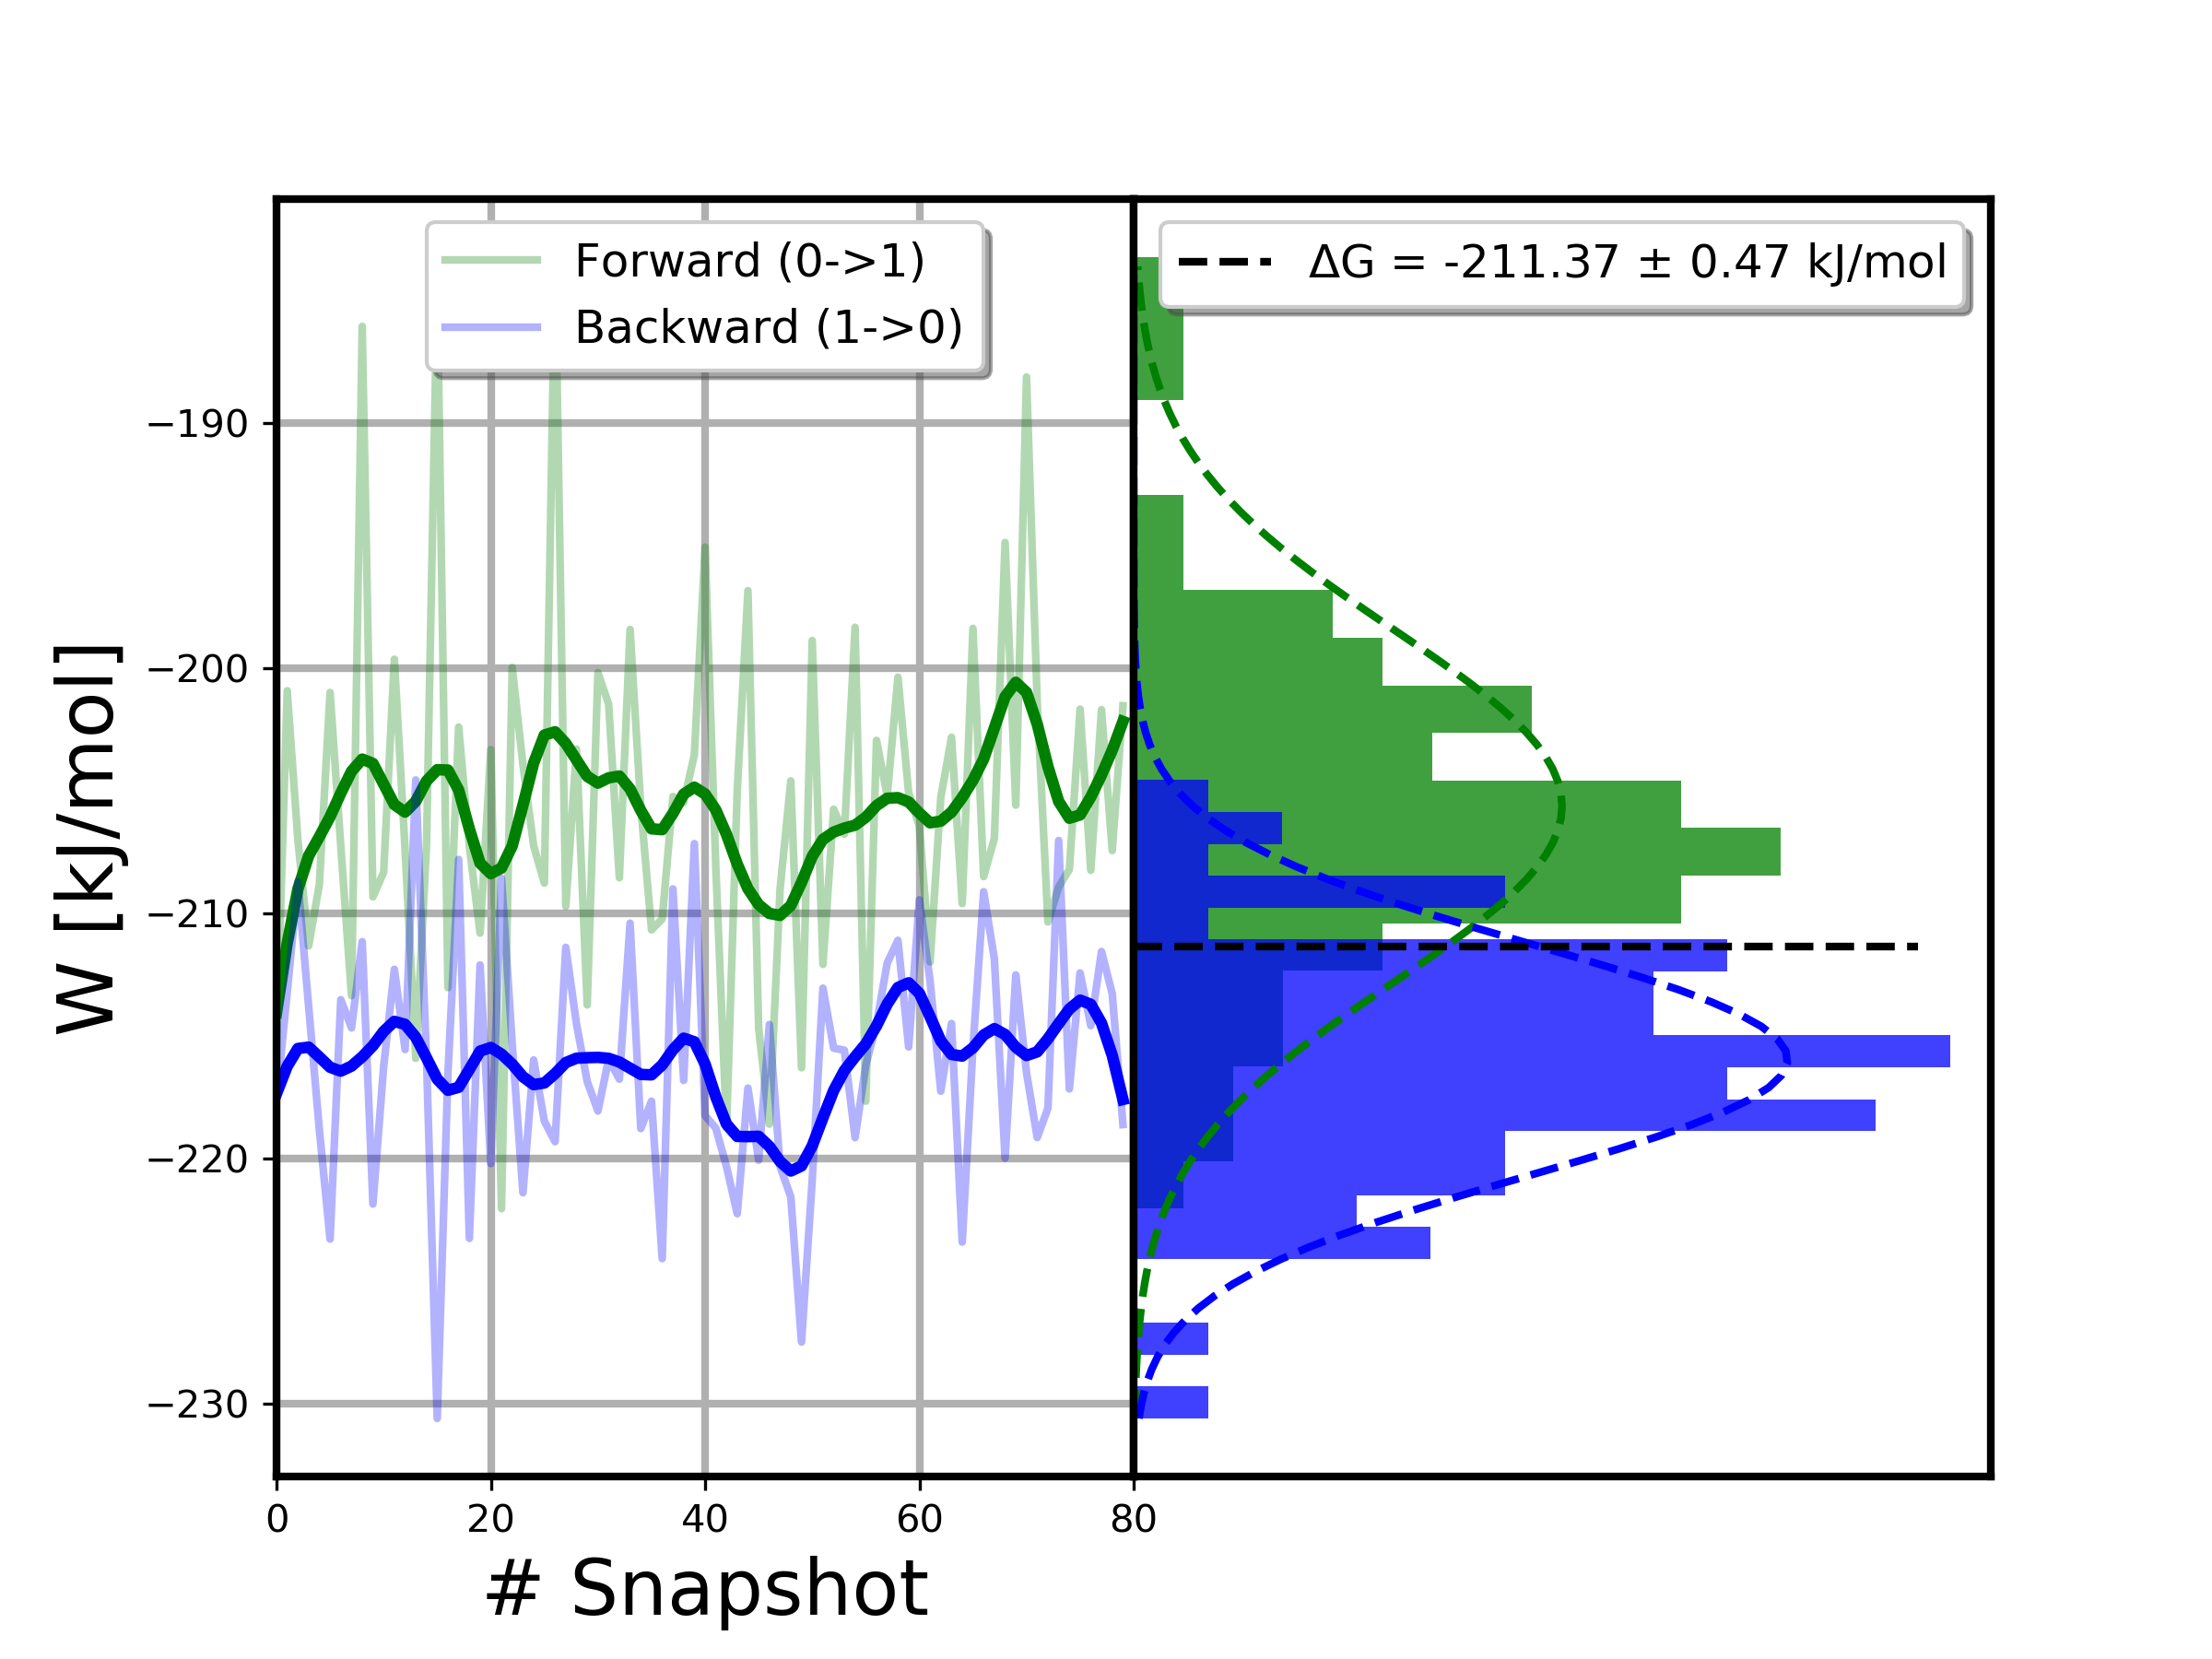 Forward (0->1)
Backward (1->0)
ΔG = -211.37 ± 0.47 kJ/mol
W [kJ/mol]
−190
−200
−210
−220
−230
0 20 40 60 80
# Snapshot